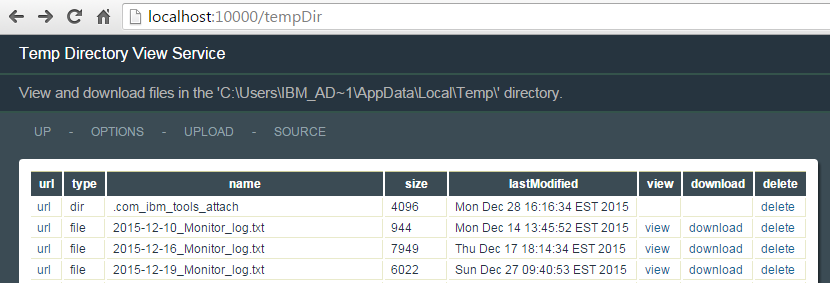 localhost:10000/tempDir
Temp Directory View Service
View and download files in the 'C:\Users\IBM_AD~1\AppData\Local\Temp\' directory.
UP - OPTIONS - UPLOAD - SOURCE
url type name size lastModified view download delete
url dir .com_ibm_tools_attach 4096 Mon Dec 28 16:16:34 EST 2015 delete
url file 2015-12-10_Monitor_log.txt 944 Mon Dec 14 13:45:52 EST 2015 view download delete
url file 2015-12-16_Monitor_log.txt 7949 Thu Dec 17 18:14:34 EST 2015 view download delete
url file 2015-12-19_Monitor_log.txt 6022 Sun Dec 27 09:40:53 EST 2015 view download delete